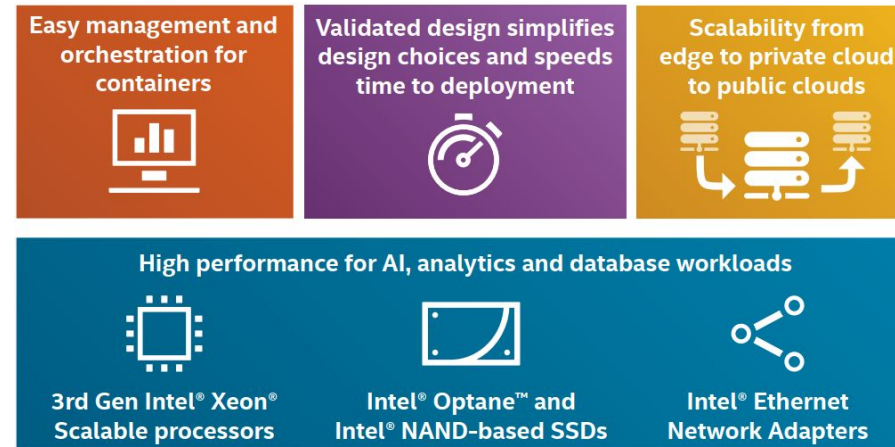 Easy management and
orchestration for
containers
Validated design simplifies
design choices and speeds
time to deployment
Scalability from
edge to private cloud
to public clouds
High performance for AI, analytics and database workloads
3rd Gen Intel® Xeon®
Scalable processors
Intel® Optane™ and
Intel® NAND-based SSDs
Intel® Ethernet
Network Adapters